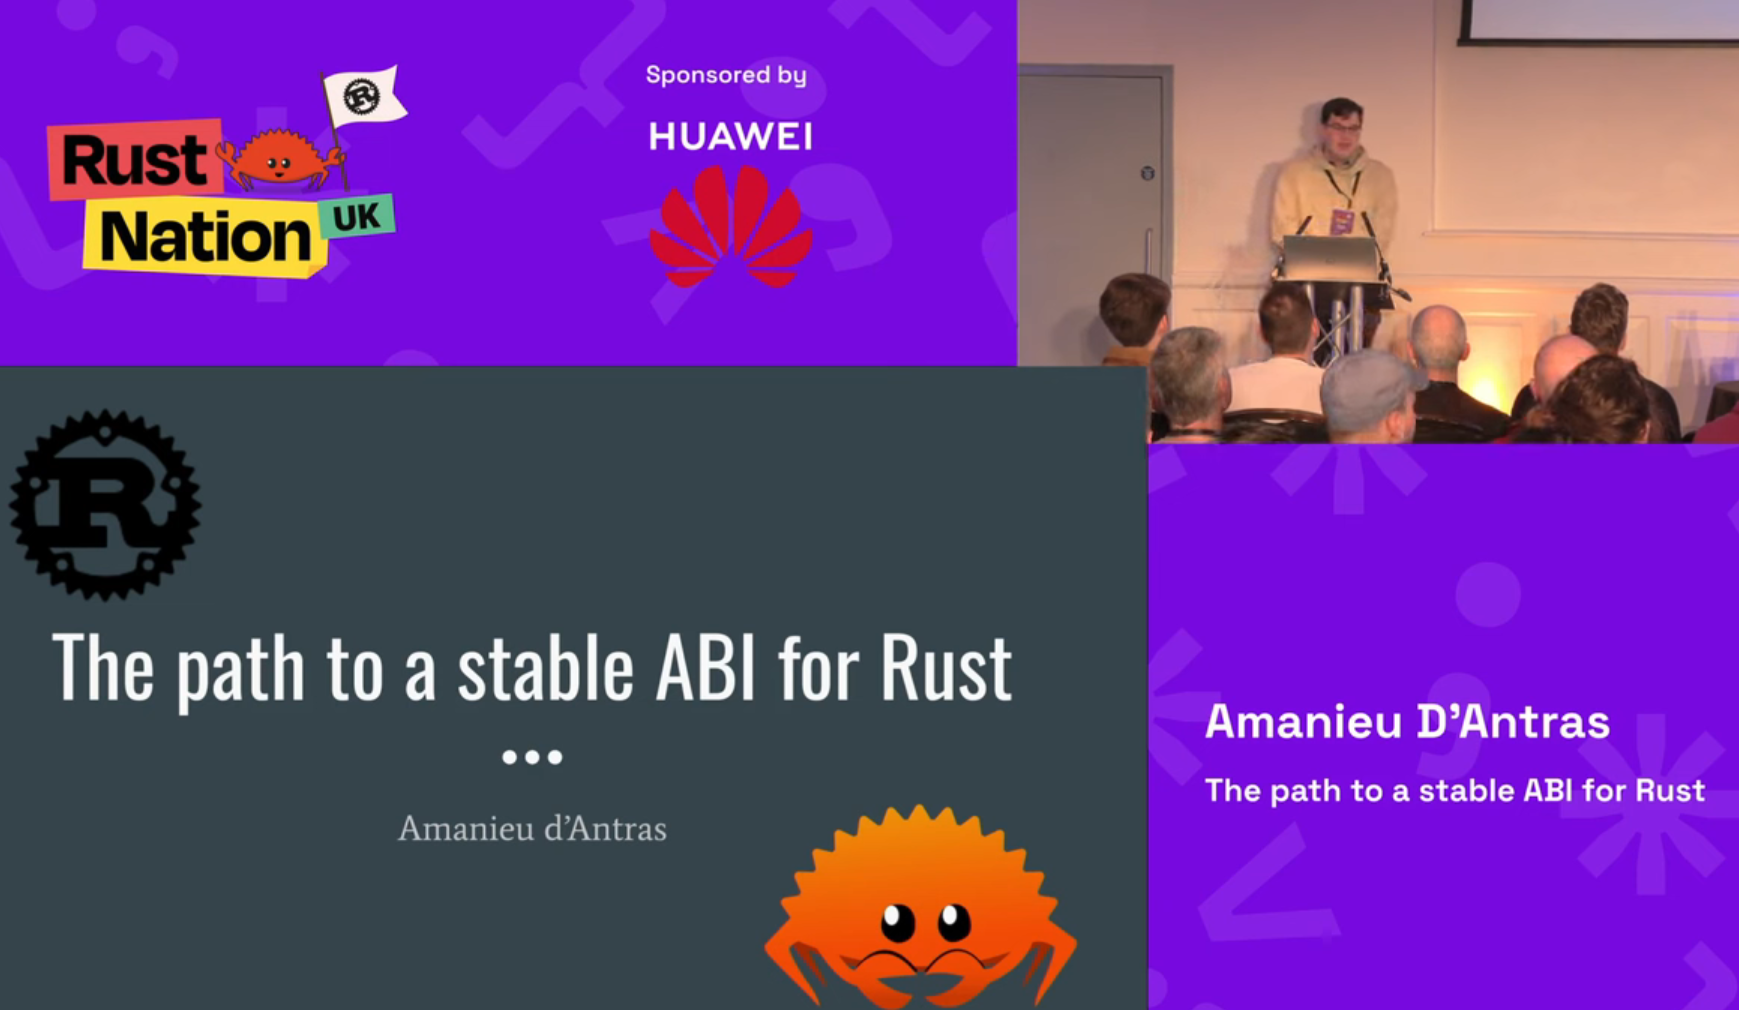 Rust
Nation
UK
R
Sponsored by
HUAWEI
R
The path to a stable ABI for Rust
Amanieu d’Antras
Amanieu D’Antras
The path to a stable ABI for Rust